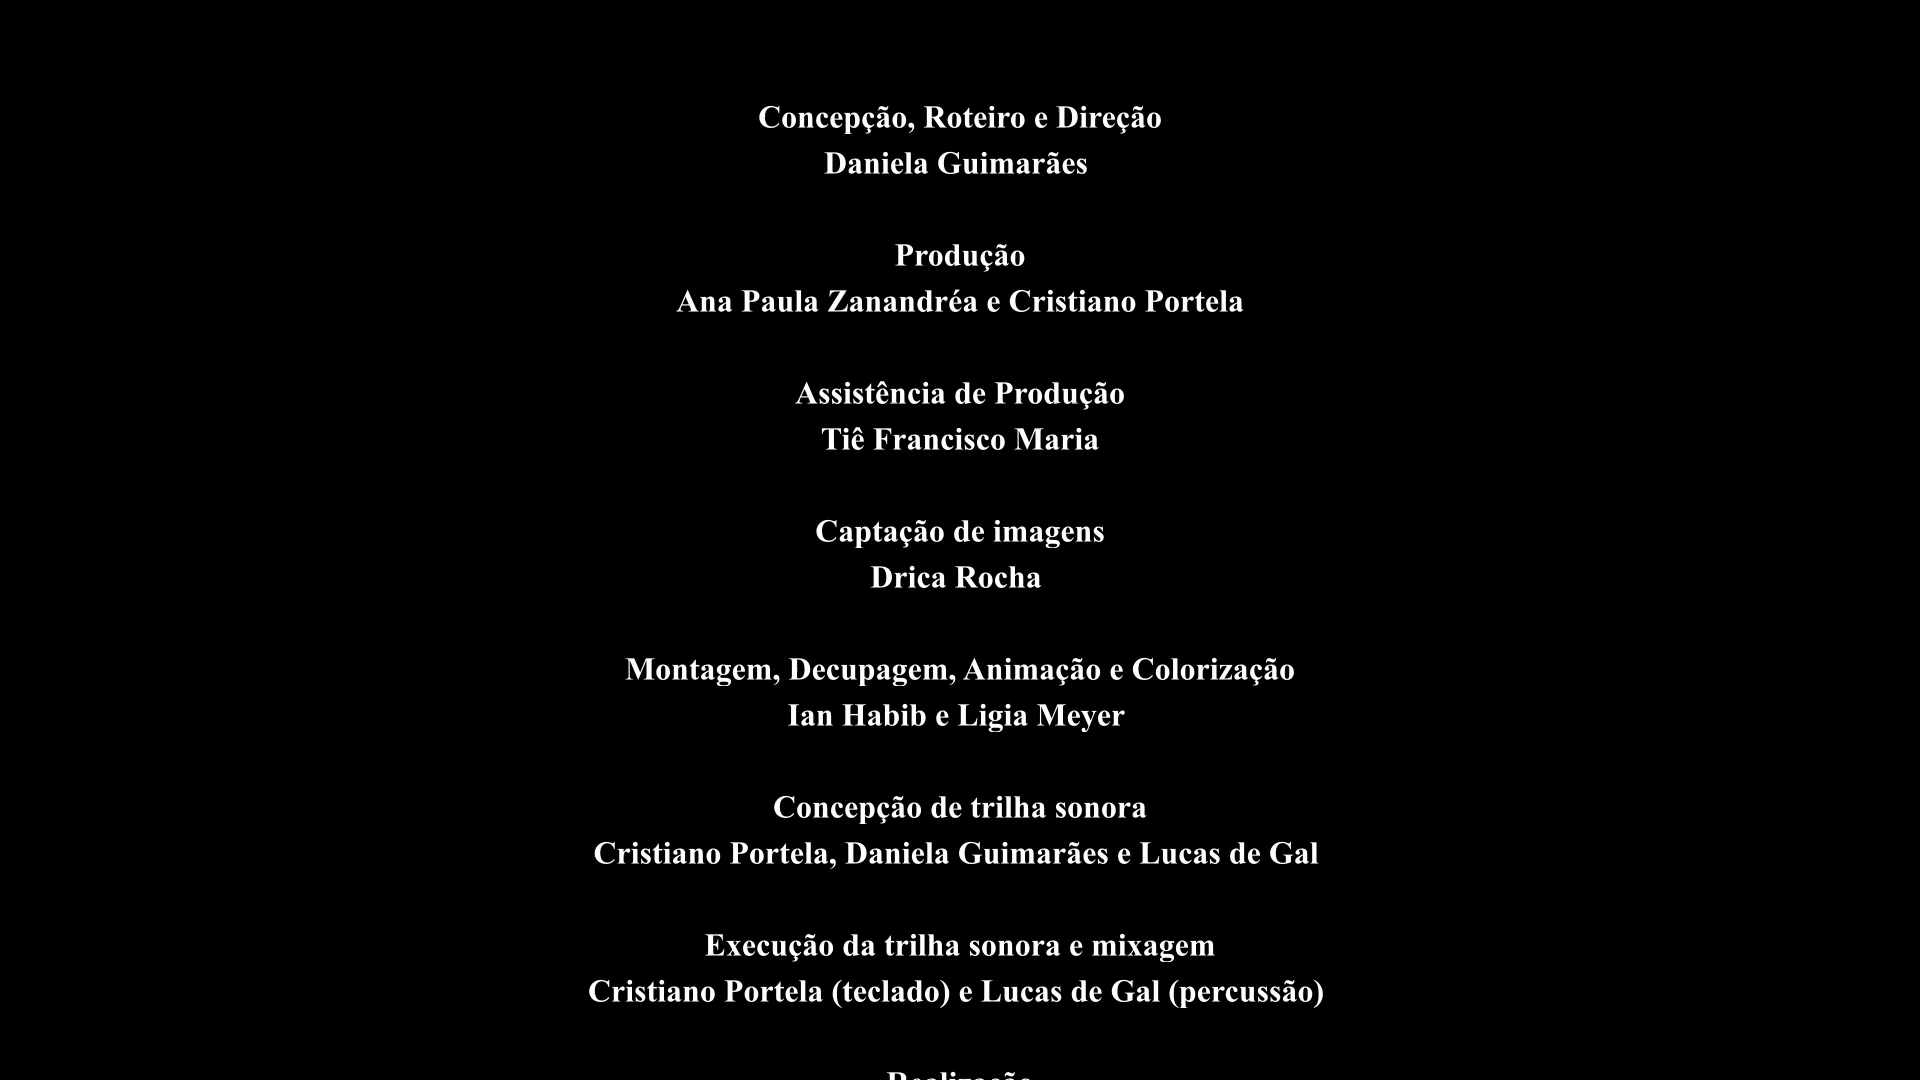 Concepção, Roteiro e Direção
Daniela Guimarães
Produção
Ana Paula Zanandréa e Cristiano Portela
Assistência de Produção
Tiê Francisco Maria
Captação de imagens
Drica Rocha
Montagem, Decupagem, Animação e Colorização
Ian Habib e Ligia Meyer
Concepção de trilha sonora
Cristiano Portela, Daniela Guimarães e Lucas de Gal
Execução da trilha sonora e mixagem
Cristiano Portela (teclado) e Lucas de Gal (percussão)
Realização